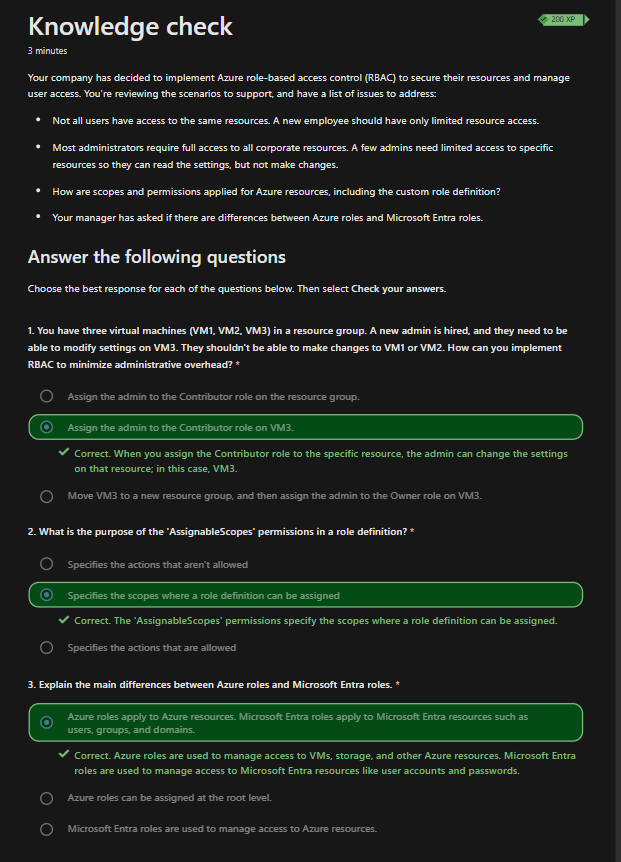 Knowledge check
200 XP
3 minutes
Your company has decided to implement Azure role-based access control (RBAC) to secure their resources and manage
user access. You're reviewing the scenarios to support, and have a list of issues to address:
• Not all users have access to the same resources. A new employee should have only limited resource access.
• Most administrators require full access to all corporate resources. A few admins need limited access to specific
resources so they can read the settings, but not make changes.
• How are scopes and permissions applied for Azure resources, including the custom role definition?
• Your manager has asked if there are differences between Azure roles and Microsoft Entra roles.
Answer the following questions
Choose the best response for each of the questions below. Then select Check your answers.
1. You have three virtual machines (VM1, VM2, VM3) in a resource group. A new admin is hired, and they need to be
able to modify settings on VM3. They shouldn't be able to make changes to VM1 or VM2. How can you implement
RBAC to minimize administrative overhead? *
Assign the admin to the Contributor role on the resource group.
Assign the admin to the Contributor role on VM3.
Correct. When you assign the Contributor role to the specific resource, the admin can change the settings
on that resource; in this case, VM3.
Move VM3 to a new resource group, and then assign the admin to the Owner role on VM3.
2. What is the purpose of the 'AssignableScopes' permissions in a role definition? *
Specifies the actions that aren't allowed
Specifies the scopes where a role definition can be assigned
Correct. The 'AssignableScopes' permissions specify the scopes where a role definition can be assigned.
Specifies the actions that are allowed
3. Explain the main differences between Azure roles and Microsoft Entra roles. *
Azure roles apply to Azure resources. Microsoft Entra roles apply to Microsoft Entra resources such as
users, groups, and domains.
Correct. Azure roles are used to manage access to VMs, storage, and other Azure resources. Microsoft Entra
roles are used to manage access to Microsoft Entra resources like user accounts and passwords.
Azure roles can be assigned at the root level.
Microsoft Entra roles are used to manage access to Azure resources.